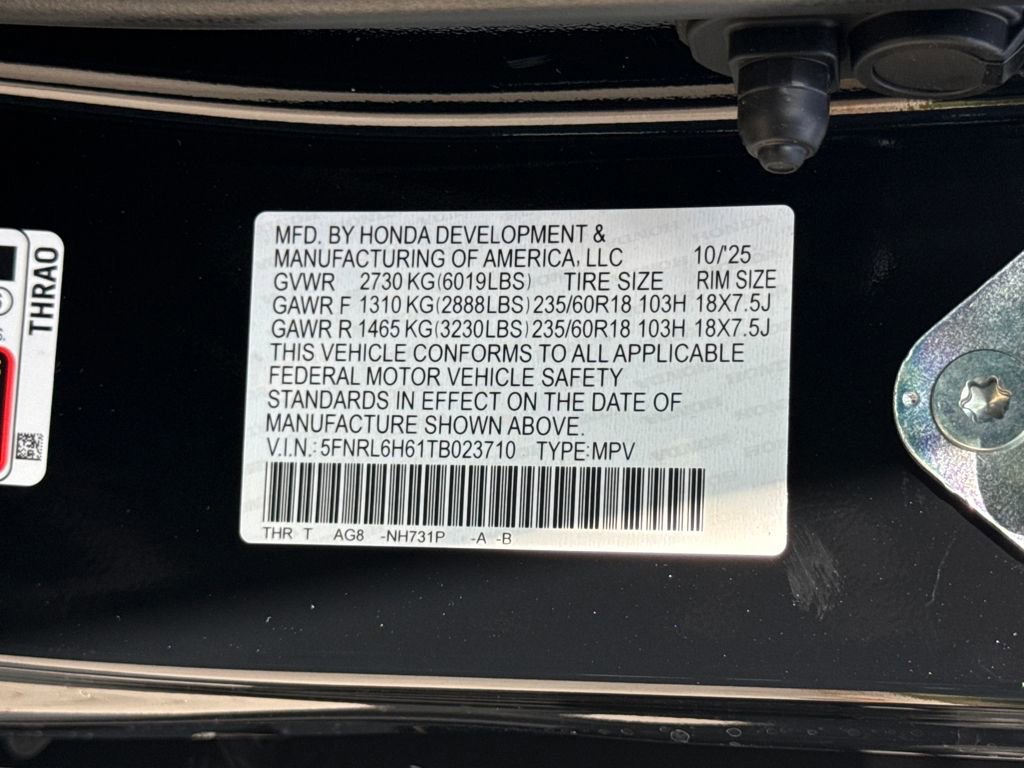 THRAO
MFD. BY HONDA DEVELOPMENT &
MANUFACTURING OF AMERICA, LLC 10/'25
GVWR 2730 KG(6019LBS) TIRE SIZE RIM SIZE
GAWR F 1310 KG(2888LBS) 235/60R18 103H 18X7.5J
GAWR R 1465 KG(3230LBS) 235/60R18 103H 18X7.5J
THIS VEHICLE CONFORMS TO ALL APPLICABLE
FEDERAL MOTOR VEHICLE SAFETY
STANDARDS IN EFFECT ON THE DATE OF
MANUFACTURE SHOWN ABOVE.
V.I.N.: 5FNRL6H61TB023710 TYPE:MPV
THR T AG8 -NH731P -A -B